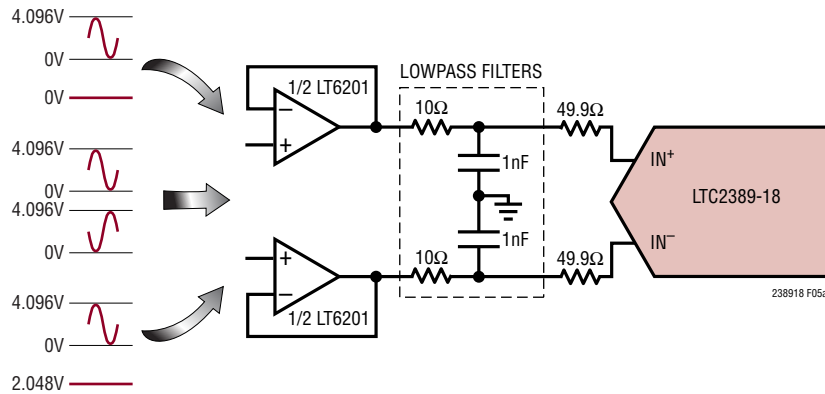 4.096V
0V
0V
4.096V
0V
4.096V
0V
4.096V
0V
2.048V
1/2 LT6201
LOWPASS FILTERS
10Ω
49.9Ω
1nF
IN+
LTC2389-18
1nF
IN−
10Ω
49.9Ω
1/2 LT6201
238918 F05a